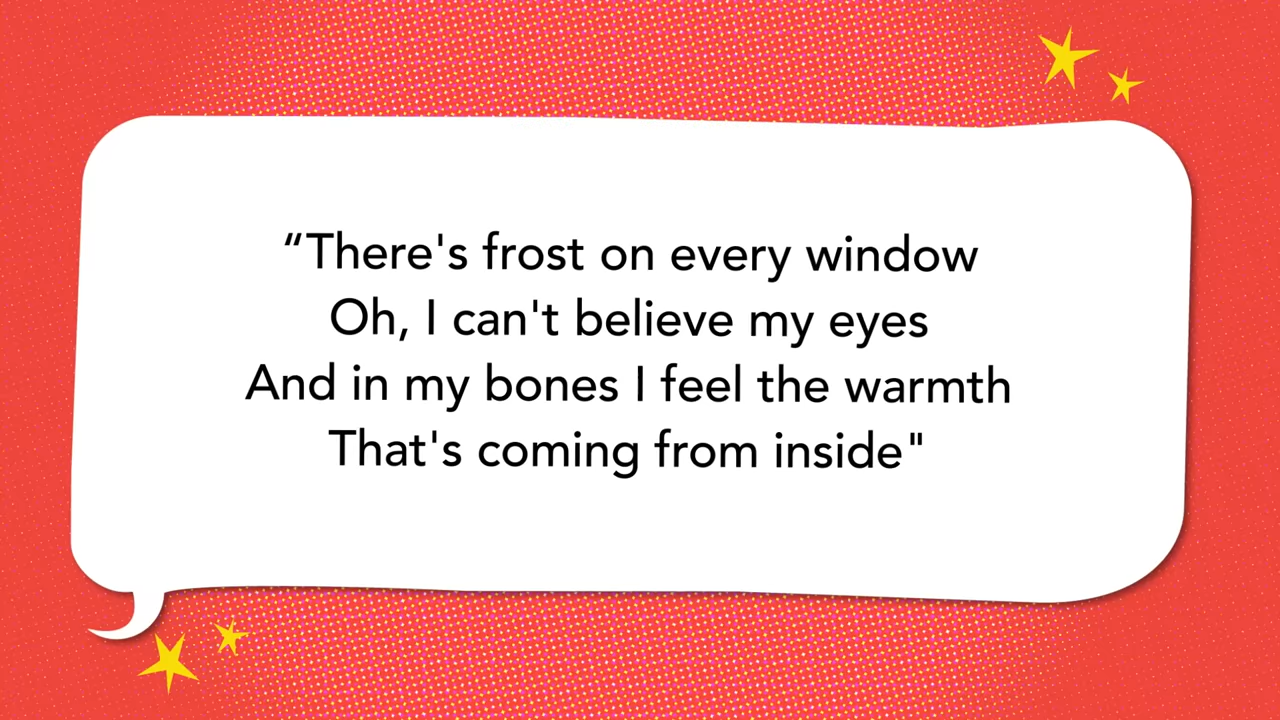 “There's frost on every window
Oh, I can't believe my eyes
And in my bones I feel the warmth
That's coming from inside"